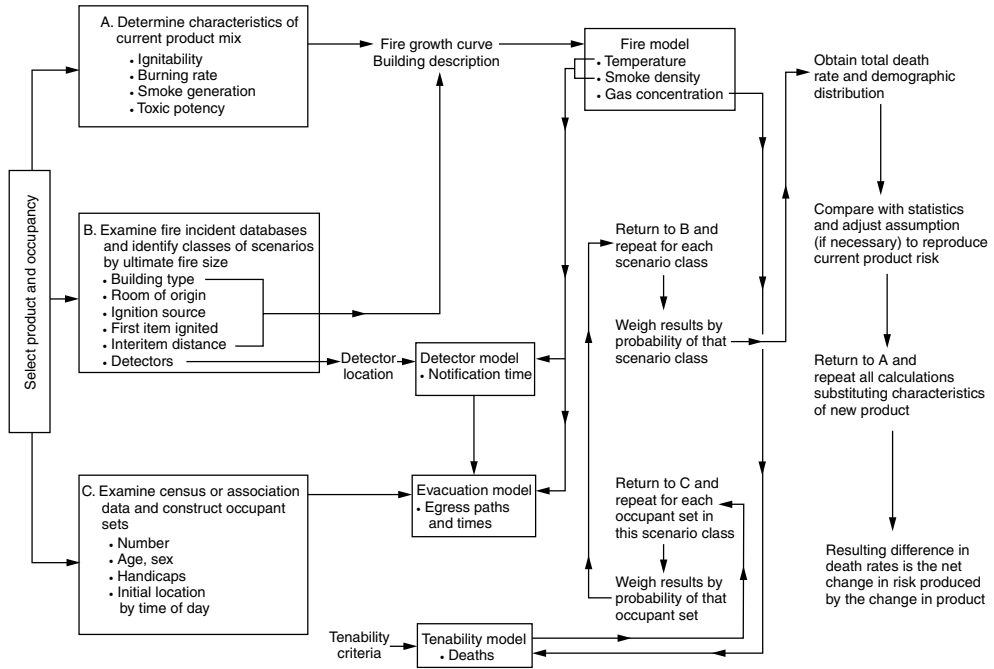 A. Determine characteristics of
current product mix
• Ignitability
• Burning rate
• Smoke generation
• Toxic potency
Fire growth curve
Building description
Fire model
• Temperature
• Smoke density
• Gas concentration
Obtain total death
rate and demographic
distribution
Select product and occupancy
B. Examine fire incident databases
and identify classes of scenarios
by ultimate fire size
• Building type
• Room of origin
• Ignition source
• First item ignited
• Interitem distance
• Detectors
Detector
location
Detector model
• Notification time
Return to B and
repeat for each
scenario class
Weigh results by
probability of that
scenario class
Compare with statistics
and adjust assumption
(if necessary) to reproduce
current product risk
Return to A and
repeat all calculations
substituting characteristics
of new product
C. Examine census or association
data and construct occupant
sets
• Number
• Age, sex
• Handicaps
• Initial location
by time of day
Evacuation model
• Egress paths
and times
Return to C and
repeat for each
occupant set in
this scenario class
Weigh results by
probability of that
occupant set
Resulting difference in
death rates is the net
change in risk produced
by the change in product
Tenability
criteria
Tenability model
• Deaths